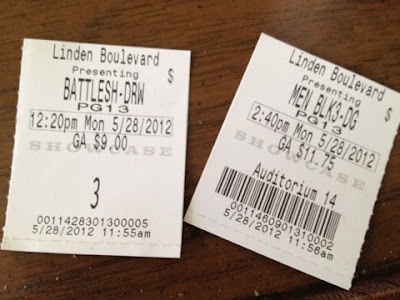 Linden Boulevard
$
Presenting
BATTLESH-DRW
PG13
12:20pm Mon 5/28/2012
GA $9.00
SHOWCASE
3
0011428301300005
5/28/2012 11:55am
Linden Boulevard
$
Presenting
MEN BLK3-DG
PG13
2:40pm Mon 5/28/2012
GA $11.75
SHOWCASE
Auditorium 14
0011460901310002
5/28/2012 11:56am